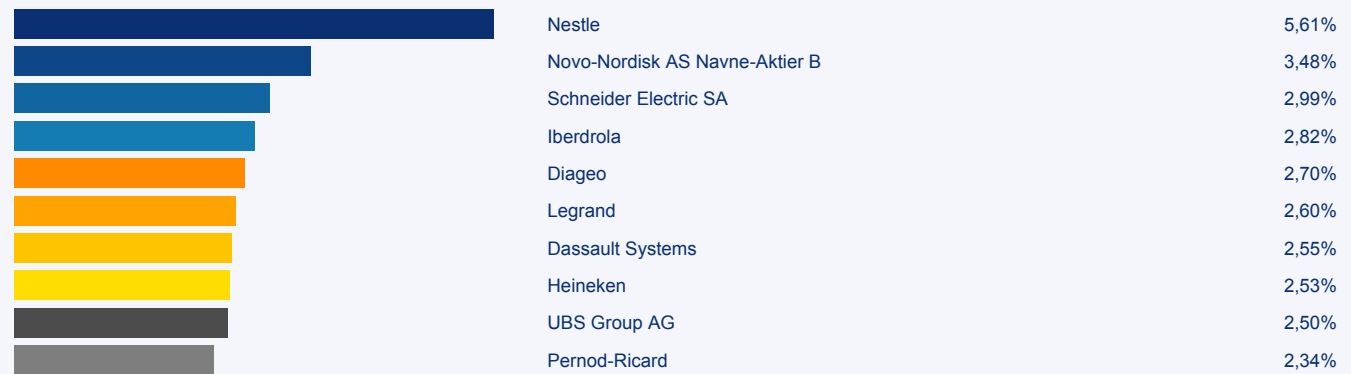 Nestle 5,61%
Novo-Nordisk AS Navne-Aktier B 3,48%
Schneider Electric SA 2,99%
Iberdrola 2,82%
Diageo 2,70%
Legrand 2,60%
Dassault Systems 2,55%
Heineken 2,53%
UBS Group AG 2,50%
Pernod-Ricard 2,34%